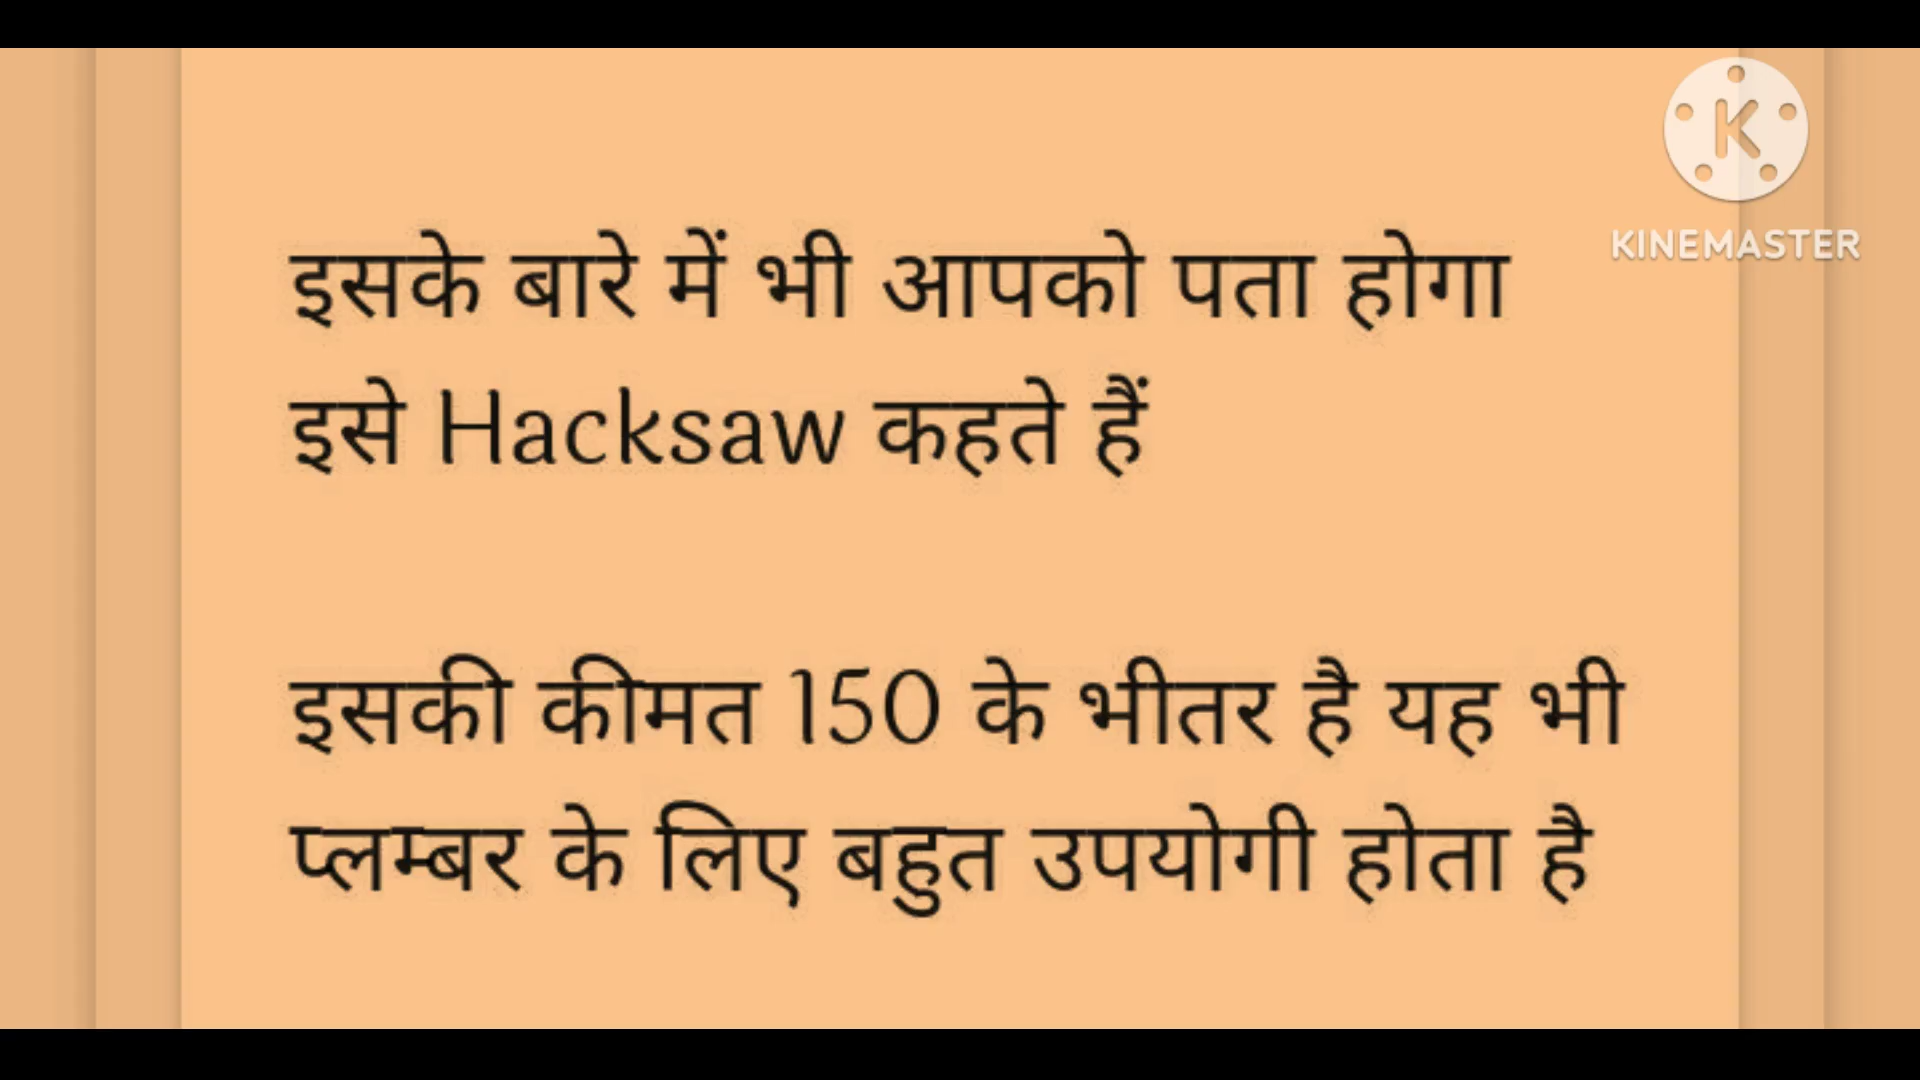 इसके बारे में भी आपको पता होगा
इसे Hacksaw कहते हैं
इसकी कीमत 150 के भीतर है यह भी
प्लम्बर के लिए बहुत उपयोगी होता है
K
KINEMASTER